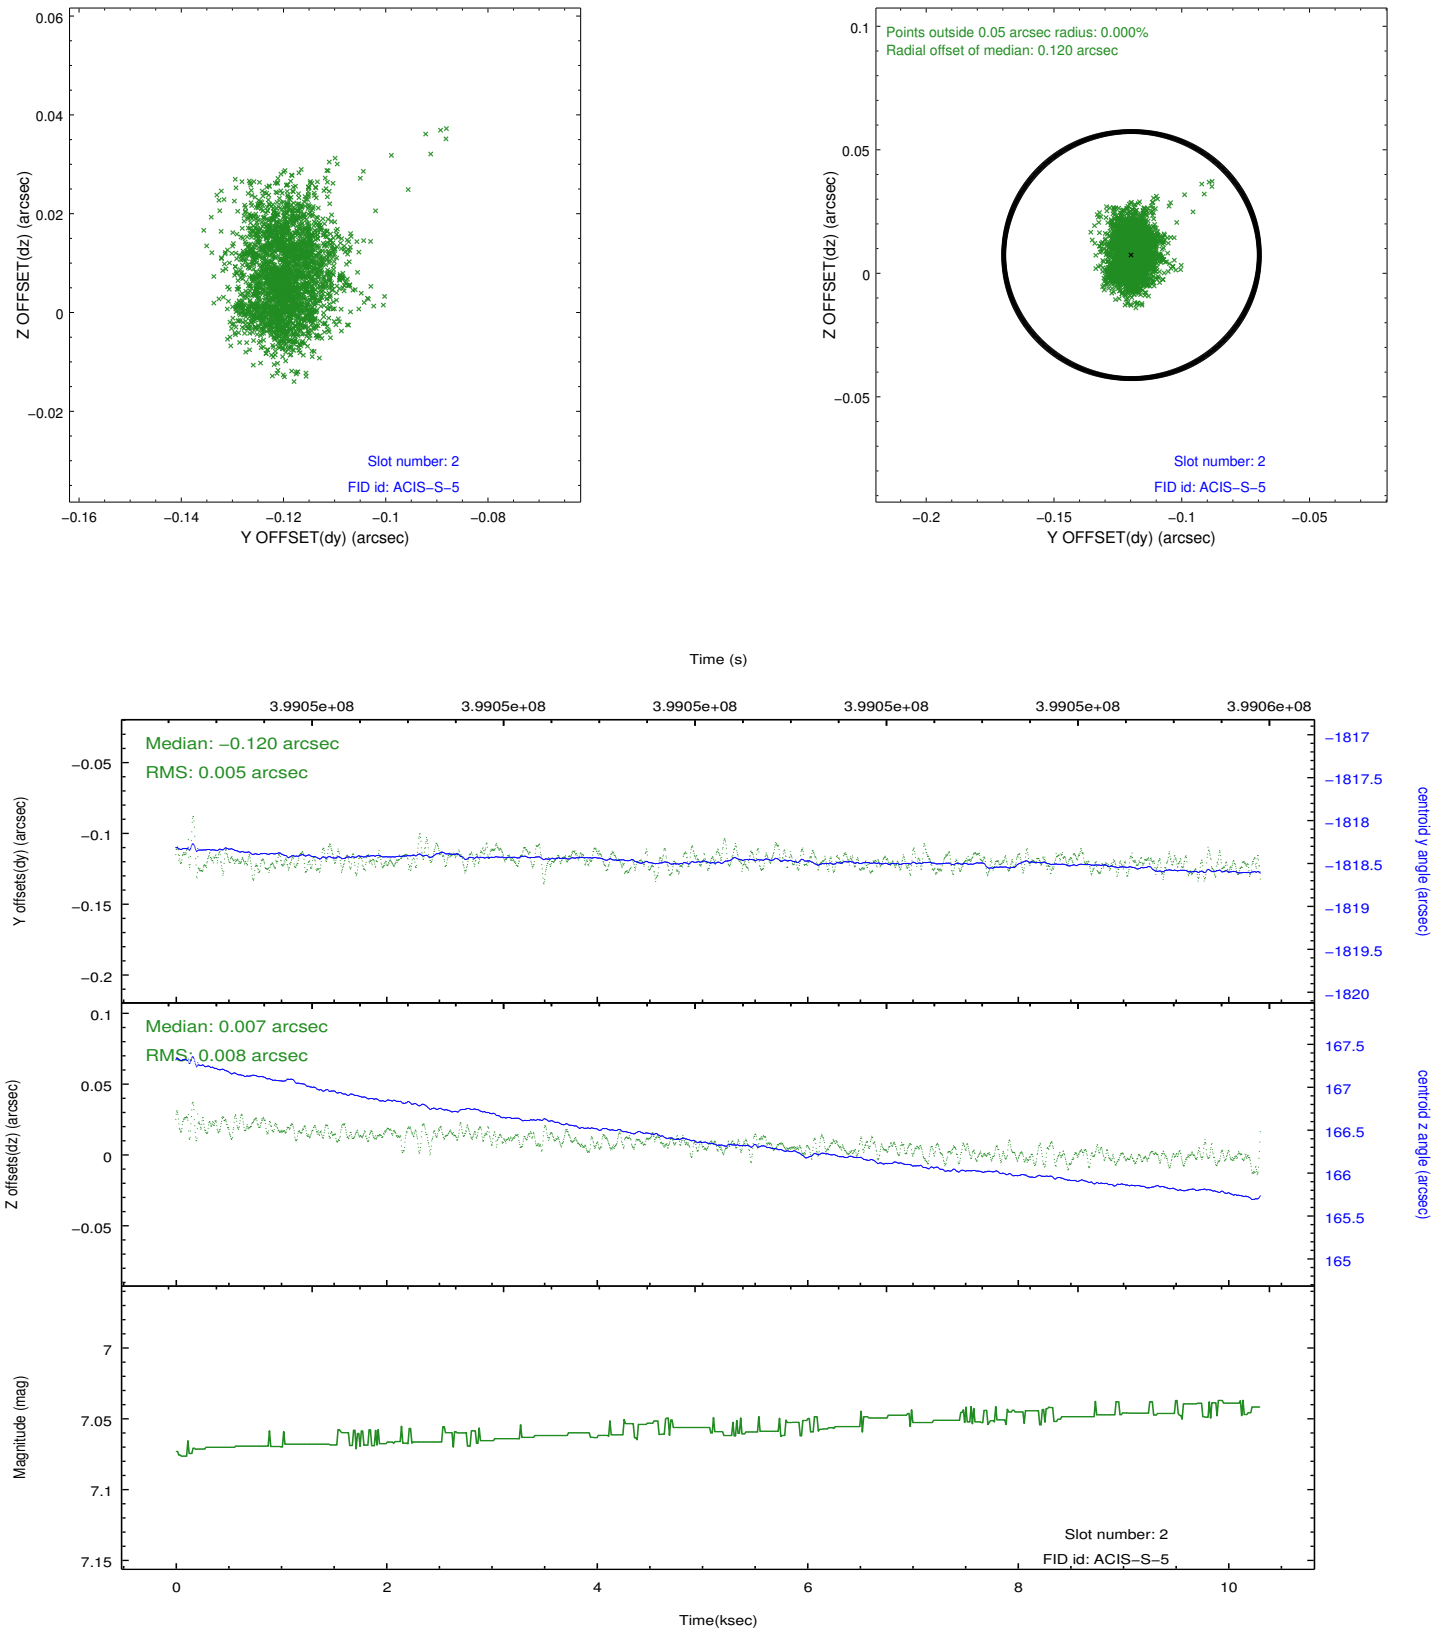 0.06
0.04
0.02
0
−0.02
Z OFFSET(dz) (arcsec)
Slot number: 2
FID id: ACIS−S−5
−0.16
−0.14
−0.12
−0.1
−0.08
Y OFFSET(dy) (arcsec)
Points outside 0.05 arcsec radius: 0.000%
Radial offset of median: 0.120 arcsec
0.1
0.05
0
−0.05
Z OFFSET(dz) (arcsec)
Slot number: 2
FID id: ACIS−S−5
−0.2
−0.15
−0.1
−0.05
Y OFFSET(dy) (arcsec)
Time (s)
3.9905e+08
3.9905e+08
3.9905e+08
3.9905e+08
3.9905e+08
3.9906e+08
Median: −0.120 arcsec
RMS: 0.005 arcsec
−0.05
−0.1
−0.15
−0.2
Y offsets(dy) (arcsec)
−1817
−1817.5
−1818
−1818.5
−1819
−1819.5
−1820
centroid y angle (arcsec)
Median: 0.007 arcsec
RMS: 0.008 arcsec
0.1
0.05
0
−0.05
Z offsets(dz) (arcsec)
167.5
167
166.5
166
165.5
165
centroid z angle (arcsec)
7
7.05
7.1
7.15
Magnitude (mag)
Slot number: 2
FID id: ACIS−S−5
0
2
4
6
8
10
Time(ksec)